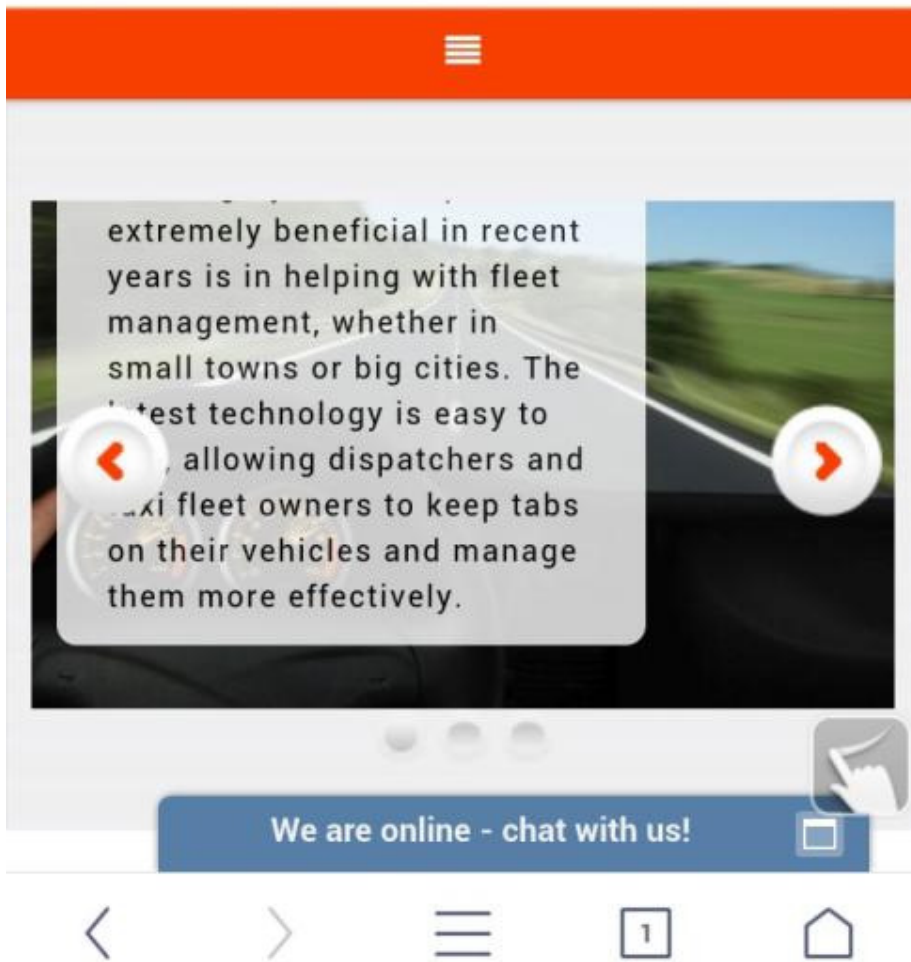 extremely beneficial in recent
years is in helping with fleet
management, whether in
small towns or big cities. The
test technology is easy to
, allowing dispatchers and
xi fleet owners to keep tabs
on their vehicles and manage
them more effectively.
We are online - chat with us!
1